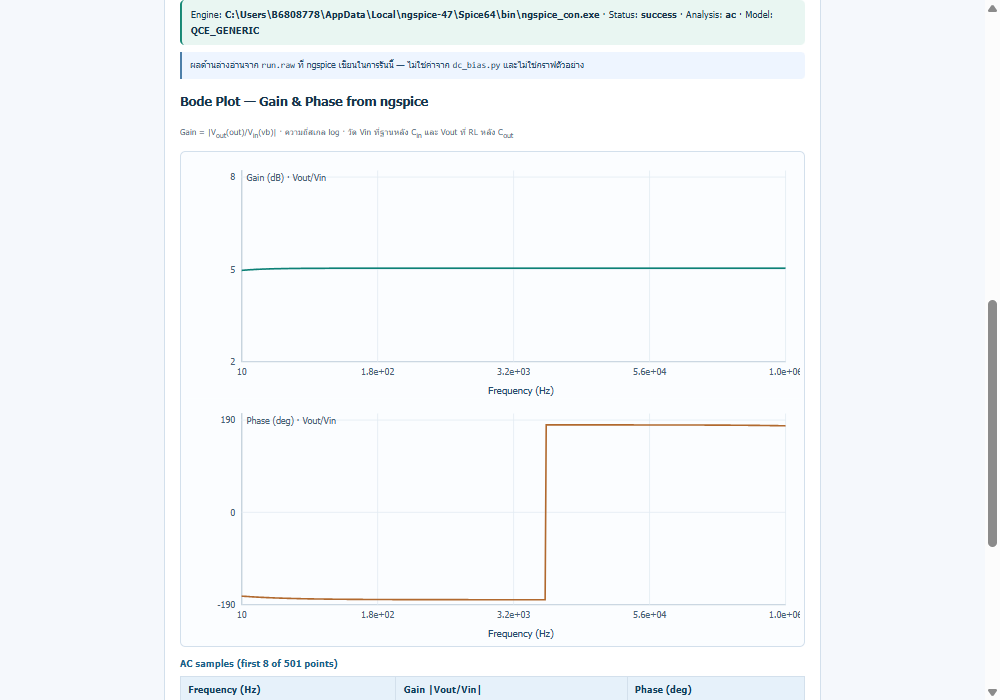 Engine: C:\Users\B6808778\AppData\Local\ngspice-47\Spice64\bin\ngspice_con.exe · Status: success · Analysis: ac · Model:
QCE_GENERIC
ผลด้านล่างอ่านจาก run.raw ที่ ngspice เขียนในการรันนี้ — ไม่ใช่ค่าจาก dc_bias.py และไม่ใช่กราฟตัวอย่าง
Bode Plot — Gain & Phase from ngspice
Gain = |Vout(out)/Vin(vb)| · ความถี่สเกล log · วัด Vin ที่ฐานหลัง Cin และ Vout ที่ RL หลัง Cout
8
Gain (dB) · Vout/Vin
5
2
10 1.8e+02 3.2e+03 5.6e+04 1.0e+06
Frequency (Hz)
190
Phase (deg) · Vout/Vin
0
-190
10 1.8e+02 3.2e+03 5.6e+04 1.0e+06
Frequency (Hz)
AC samples (first 8 of 501 points)
Frequency (Hz) Gain |Vout/Vin| Phase (deg)